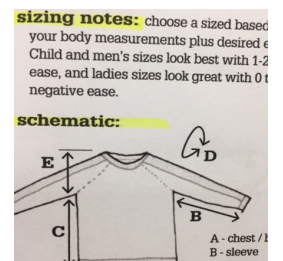 sizing notes: choose a sized based
your body measurements plus desired e
Child and men's sizes look best with 1-2
ease, and ladies sizes look great with 0 t
negative ease.
schematic:
E
D
B
C
A - chest / b
B - sleeve